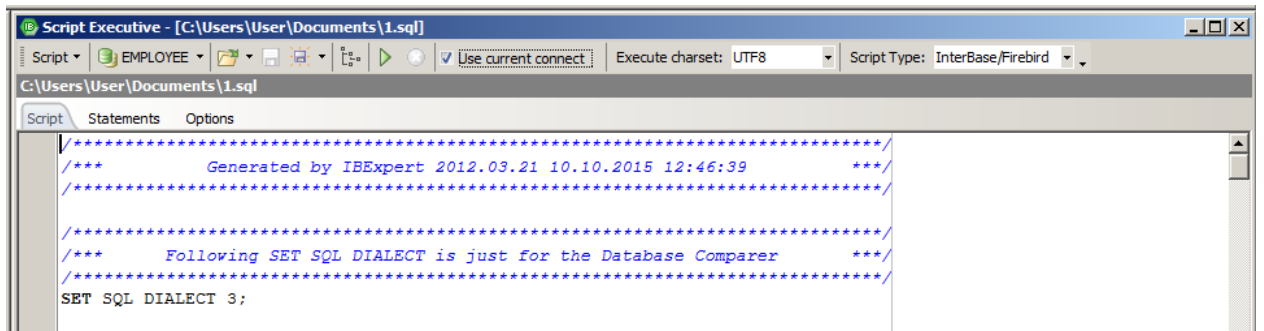 Script Executive - [C:\Users\User\Documents\1.sql]
Script EMPLOYEE Use current connect Execute charset: UTF8 Script Type: InterBase/Firebird
C:\Users\User\Documents\1.sql
Script Statements Options
/******************************************************************************/
/*** Generated by IBExpert 2012.03.21 10.10.2015 12:46:39 ***/
/******************************************************************************/
/******************************************************************************/
/*** Following SET SQL DIALECT is just for the Database Comparer ***/
/******************************************************************************/
SET SQL DIALECT 3;